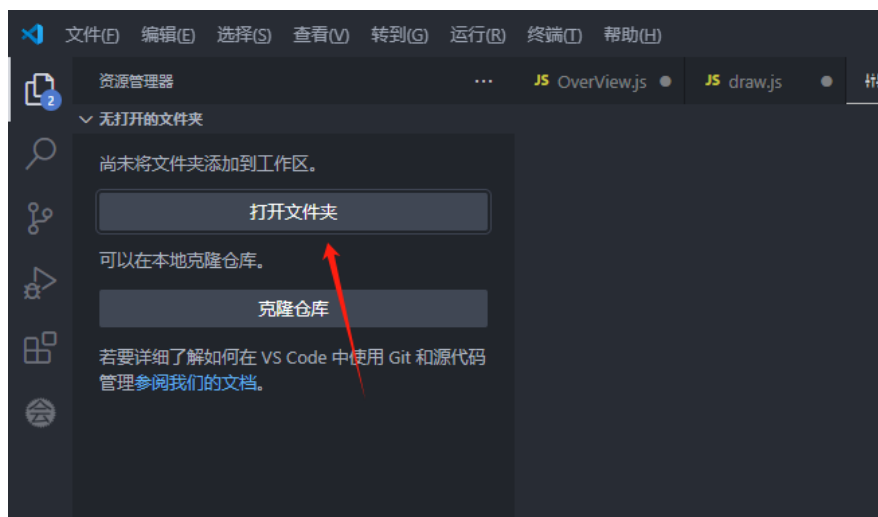 文件(F) 编辑(E) 选择(S) 查看(V) 转到(G) 运行(R) 终端(T) 帮助(H)
资源管理器 ···
JS OverView.js JS draw.js
2
无打开的文件夹
尚未将文件夹添加到工作区。
打开文件夹
可以在本地克隆仓库。
克隆仓库
若要详细了解如何在 VS Code 中使用 Git 和源代码
管理参阅我们的文档。
会